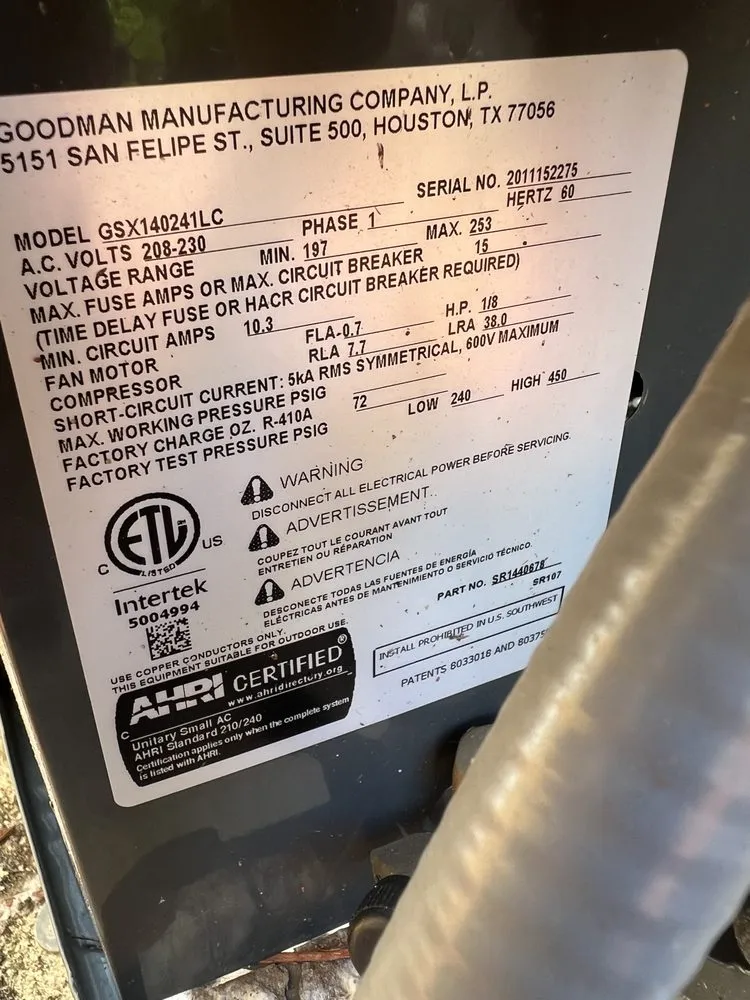 GOODMAN MANUFACTURING COMPANY, L.P.
5151 SAN FELIPE ST., SUITE 500, HOUSTON, TX 77056
MODEL GSX140241LC SERIAL NO. 2011152275
A.C. VOLTS 208-230 PHASE 1 HERTZ 60
VOLTAGE RANGE MIN. 197 MAX. 253
MAX. FUSE AMPS OR MAX. CIRCUIT BREAKER 15
(TIME DELAY FUSE OR HACR CIRCUIT BREAKER REQUIRED)
MIN. CIRCUIT AMPS 10.3
FAN MOTOR FLA-0.7 H.P. 1/8
COMPRESSOR RLA 7.7 LRA 38.0
SHORT-CIRCUIT CURRENT: 5kA RMS SYMMETRICAL, 600V MAXIMUM
MAX. WORKING PRESSURE PSIG
FACTORY CHARGE OZ. R-410A 72
FACTORY TEST PRESSURE PSIG LOW 240 HIGH 450
WARNING
DISCONNECT ALL ELECTRICAL POWER BEFORE SERVICING.
ADVERTISSEMENT
COUPEZ TOUT LE COURANT AVANT TOUT
ENTRETIEN OU RÉPARATION
ADVERTENCIA
DESCONECTE TODAS LAS FUENTES DE ENERGÍA
ELÉCTRICAS ANTES DE MANTENIMIENTO O SERVICIO TÉCNICO
C ETL US
LISTED
Intertek
5004994
PART NO. SR1440678
SR107
USE COPPER CONDUCTORS ONLY.
THIS EQUIPMENT SUITABLE FOR OUTDOOR USE.
INSTALL PROHIBITED IN U.S. SOUTHWEST
PATENTS 8033018 AND
AHRI CERTIFIED®
www.ahridirectory.org
C
Unitary Small AC
AHRI Standard 210/240
Certification applies only when the complete system
is listed with AHRI.